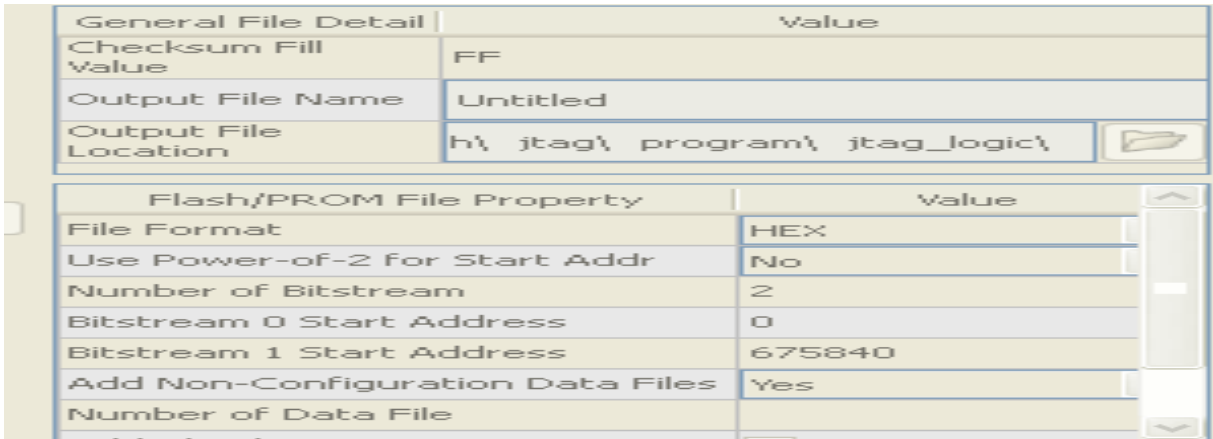 General File Detail Value
Checksum Fill
Value FF
Output File Name Untitled
Output File
Location h\ jtag\ program\ jtag_logic\
Flash/PROM File Property Value
File Format HEX
Use Power-of-2 for Start Addr No
Number of Bitstream 2
Bitstream 0 Start Address 0
Bitstream 1 Start Address 675840
Add Non-Configuration Data Files Yes
Number of Data File